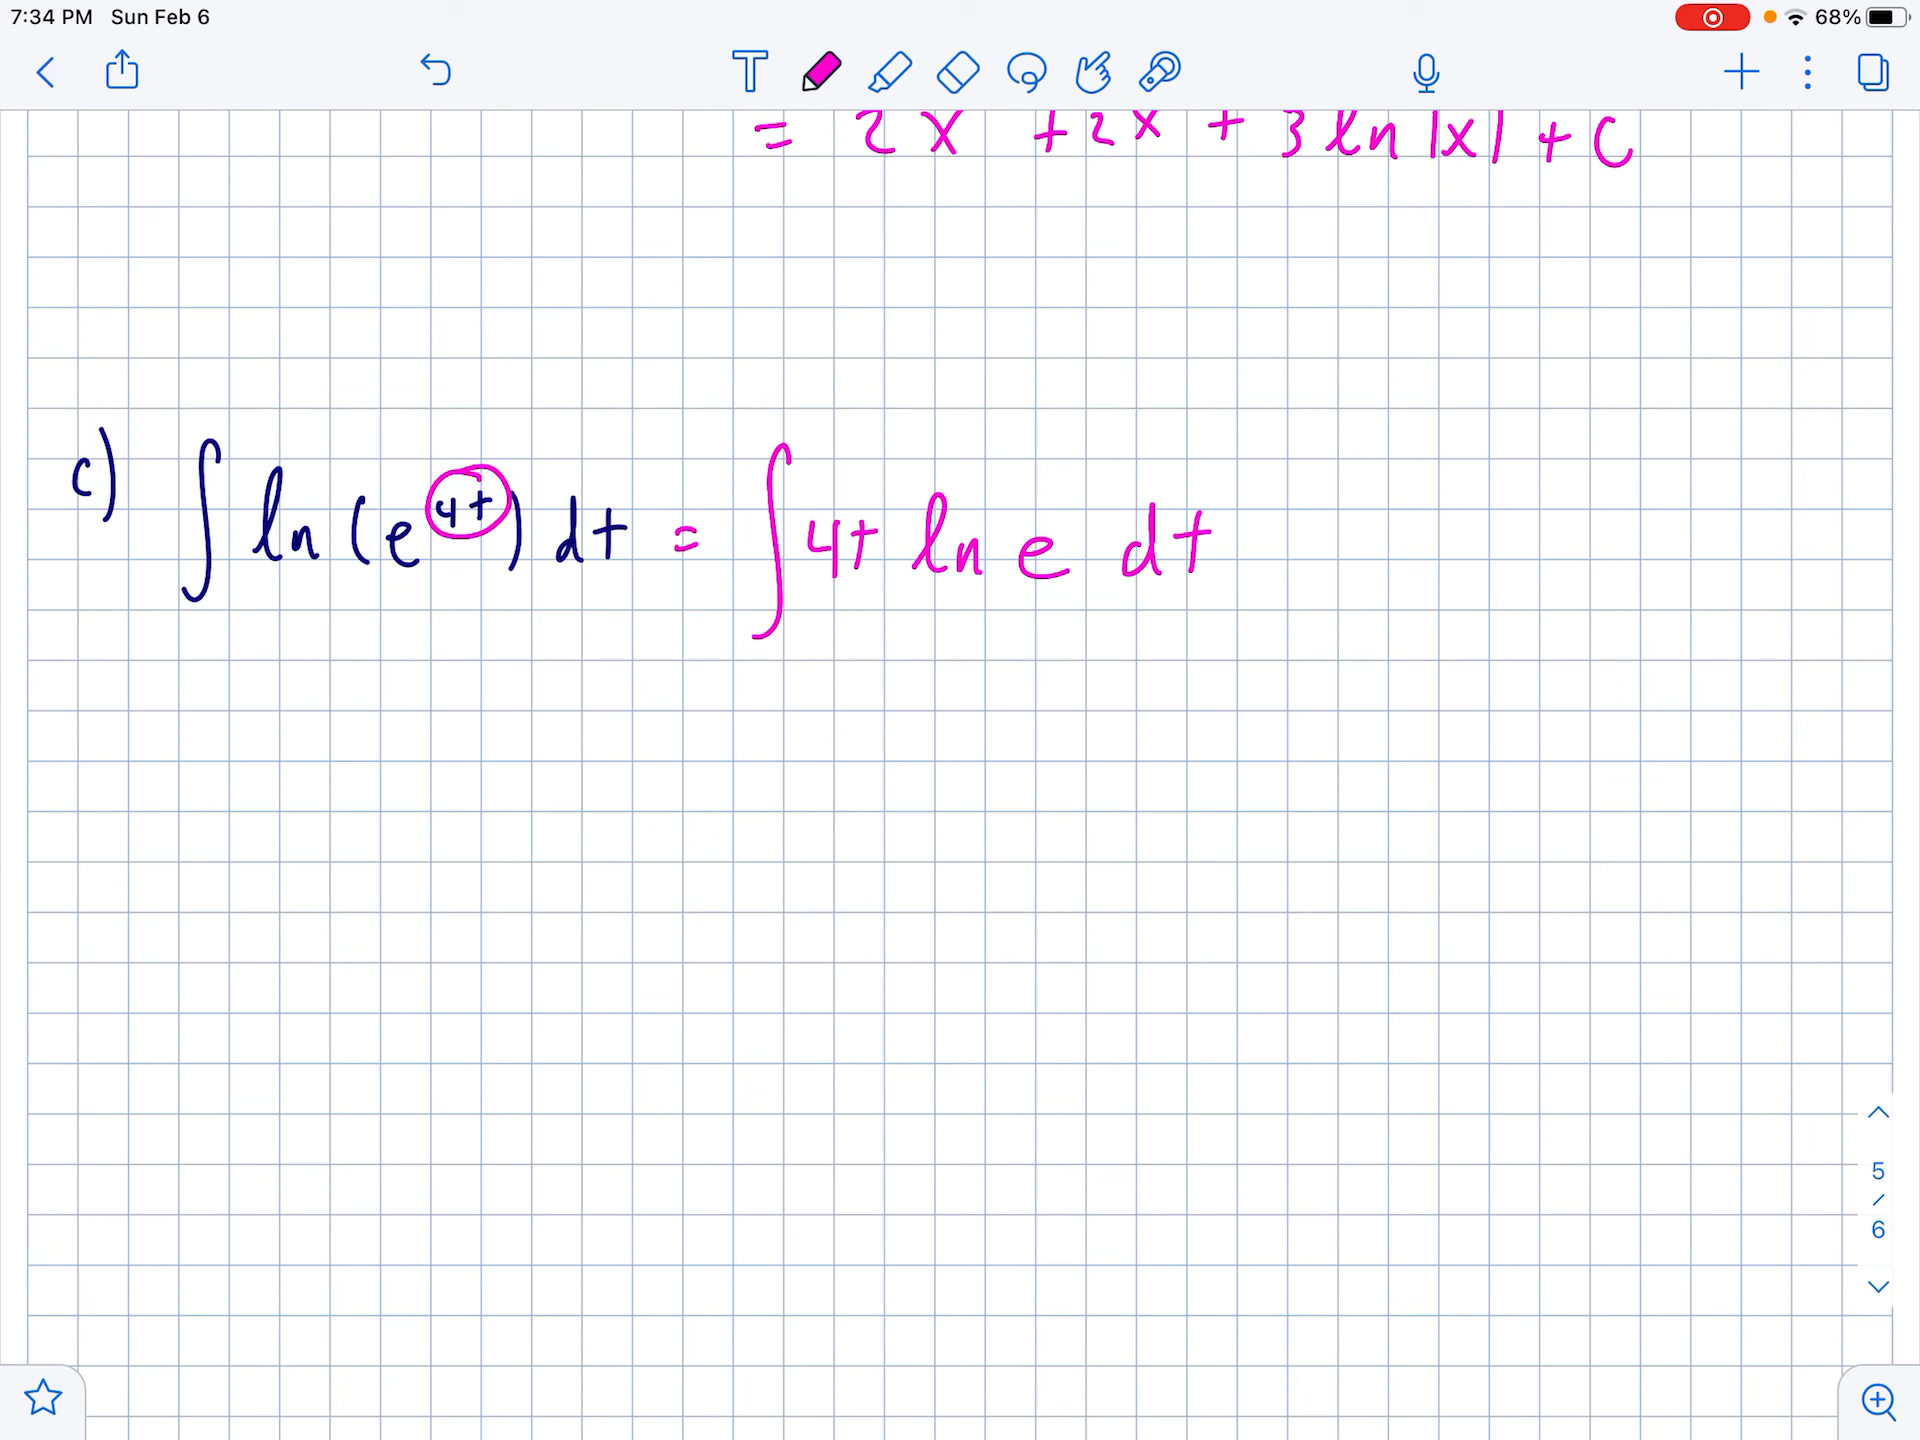 7:34 PM Sun Feb 6 68%
T
= 2x +2x + 3 ln |x| + C
c) ∫ ln (e^{4t}) dt = ∫ 4t ln e dt
5
/
6